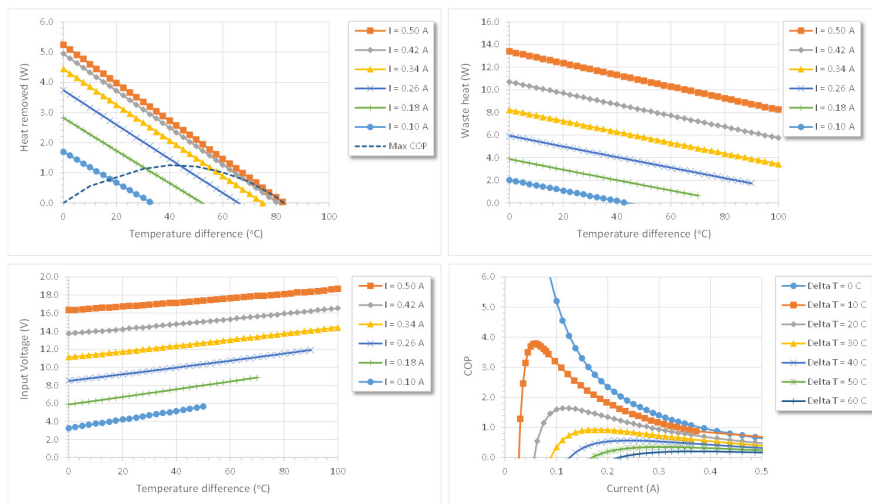 6.0
5.0
4.0
3.0
2.0
1.0
0.0
Heat removed (W)
0
20
40
60
80
100
Temperature difference (°C)
I = 0.50 A
I = 0.42 A
I = 0.34 A
I = 0.26 A
I = 0.18 A
I = 0.10 A
Max COP
16.0
14.0
12.0
10.0
8.0
6.0
4.0
2.0
0.0
Waste heat (W)
0
20
40
60
80
100
Temperature difference (°C)
I = 0.50 A
I = 0.42 A
I = 0.34 A
I = 0.26 A
I = 0.18 A
I = 0.10 A
20.0
18.0
16.0
14.0
12.0
10.0
8.0
6.0
4.0
2.0
0.0
Input Voltage (V)
0
20
40
60
80
100
Temperature difference (°C)
I = 0.50 A
I = 0.42 A
I = 0.34 A
I = 0.26 A
I = 0.18 A
I = 0.10 A
6.0
5.0
4.0
3.0
2.0
1.0
0.0
COP
0
0.1
0.2
0.3
0.4
0.5
Current (A)
Delta T = 0 C
Delta T = 10 C
Delta T = 20 C
Delta T = 30 C
Delta T = 40 C
Delta T = 50 C
Delta T = 60 C